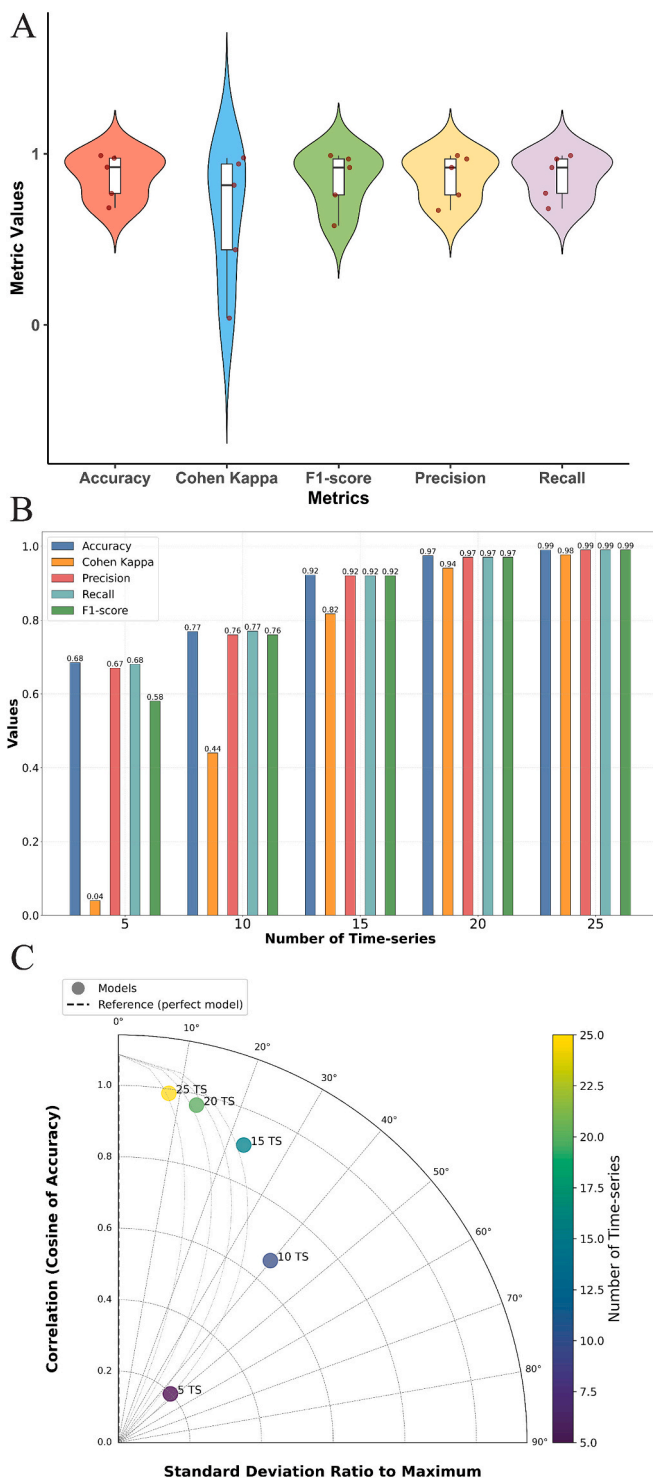 A
Metric Values
1
0
Accuracy Cohen Kappa F1-score Precision Recall
Metrics
B
Accuracy
Cohen Kappa
Precision
Recall
F1-score
Values
1.0
0.8
0.6
0.4
0.2
0.0
0.68 0.04 0.67 0.68 0.58
0.77 0.44 0.76 0.77 0.76
0.92 0.82 0.92 0.92 0.92
0.97 0.94 0.97 0.97 0.97
0.99 0.98 0.99 0.99 0.99
5 10 15 20 25
Number of Time-series
C
Models
Reference (perfect model)
0° 10° 20° 30° 40° 50° 60° 70° 80° 90°
Correlation (Cosine of Accuracy)
1.0
0.8
0.6
0.4
0.2
0.0
25 TS
20 TS
15 TS
10 TS
5 TS
Standard Deviation Ratio to Maximum
25.0
22.5
20.0
17.5
15.0
12.5
10.0
7.5
5.0
Number of Time-series